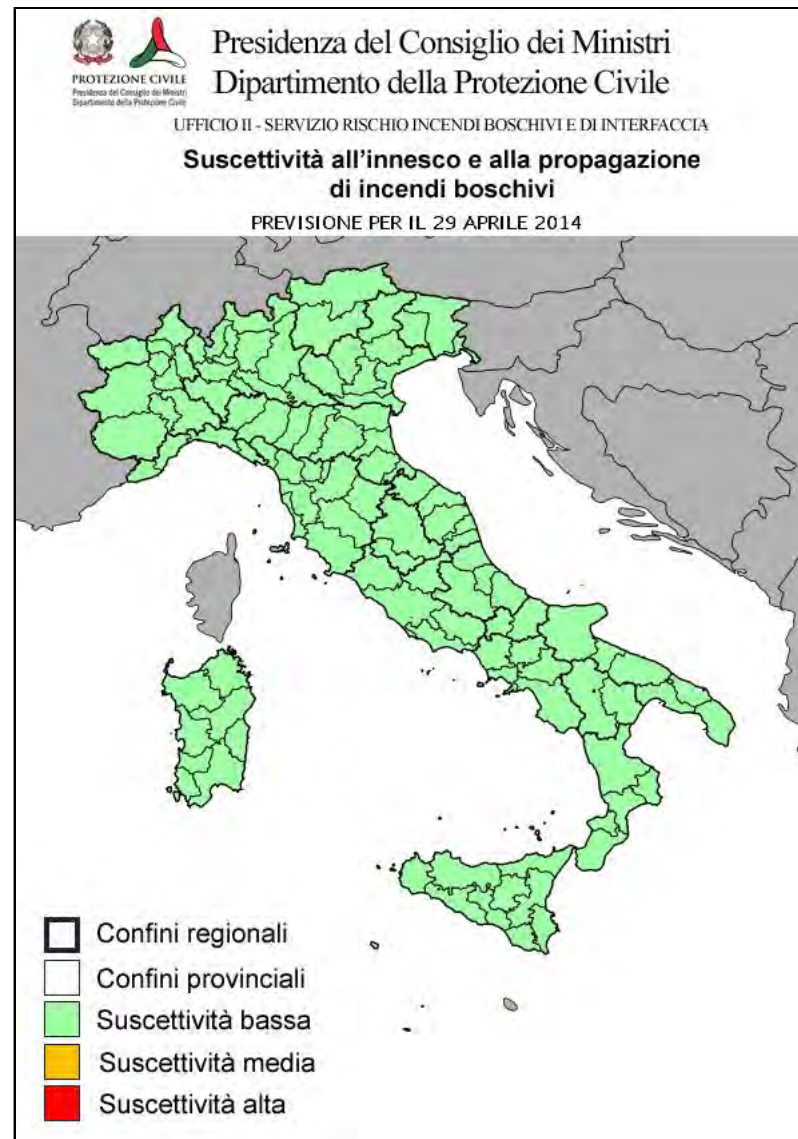 Presidenza del Consiglio dei Ministri
Dipartimento della Protezione Civile
PROTEZIONE CIVILE
Presidenza del Consiglio dei Ministri
Dipartimento della Protezione Civile
UFFICIO II - SERVIZIO RISCHIO INCENDI BOSCHIVI E DI INTERFACCIA
Suscettività all'innesco e alla propagazione
di incendi boschivi
PREVISIONE PER IL 29 APRILE 2014
Confini regionali
Confini provinciali
Suscettività bassa
Suscettività media
Suscettività alta